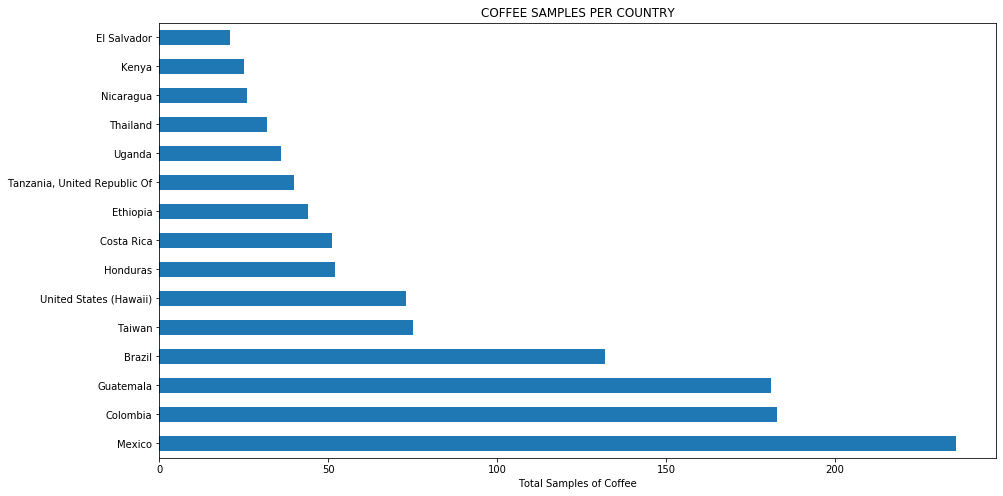 COFFEE SAMPLES PER COUNTRY
El Salvador
Kenya
Nicaragua
Thailand
Uganda
Tanzania, United Republic Of
Ethiopia
Costa Rica
Honduras
United States (Hawaii)
Taiwan
Brazil
Guatemala
Colombia
Mexico
0 50 100 150 200
Total Samples of Coffee